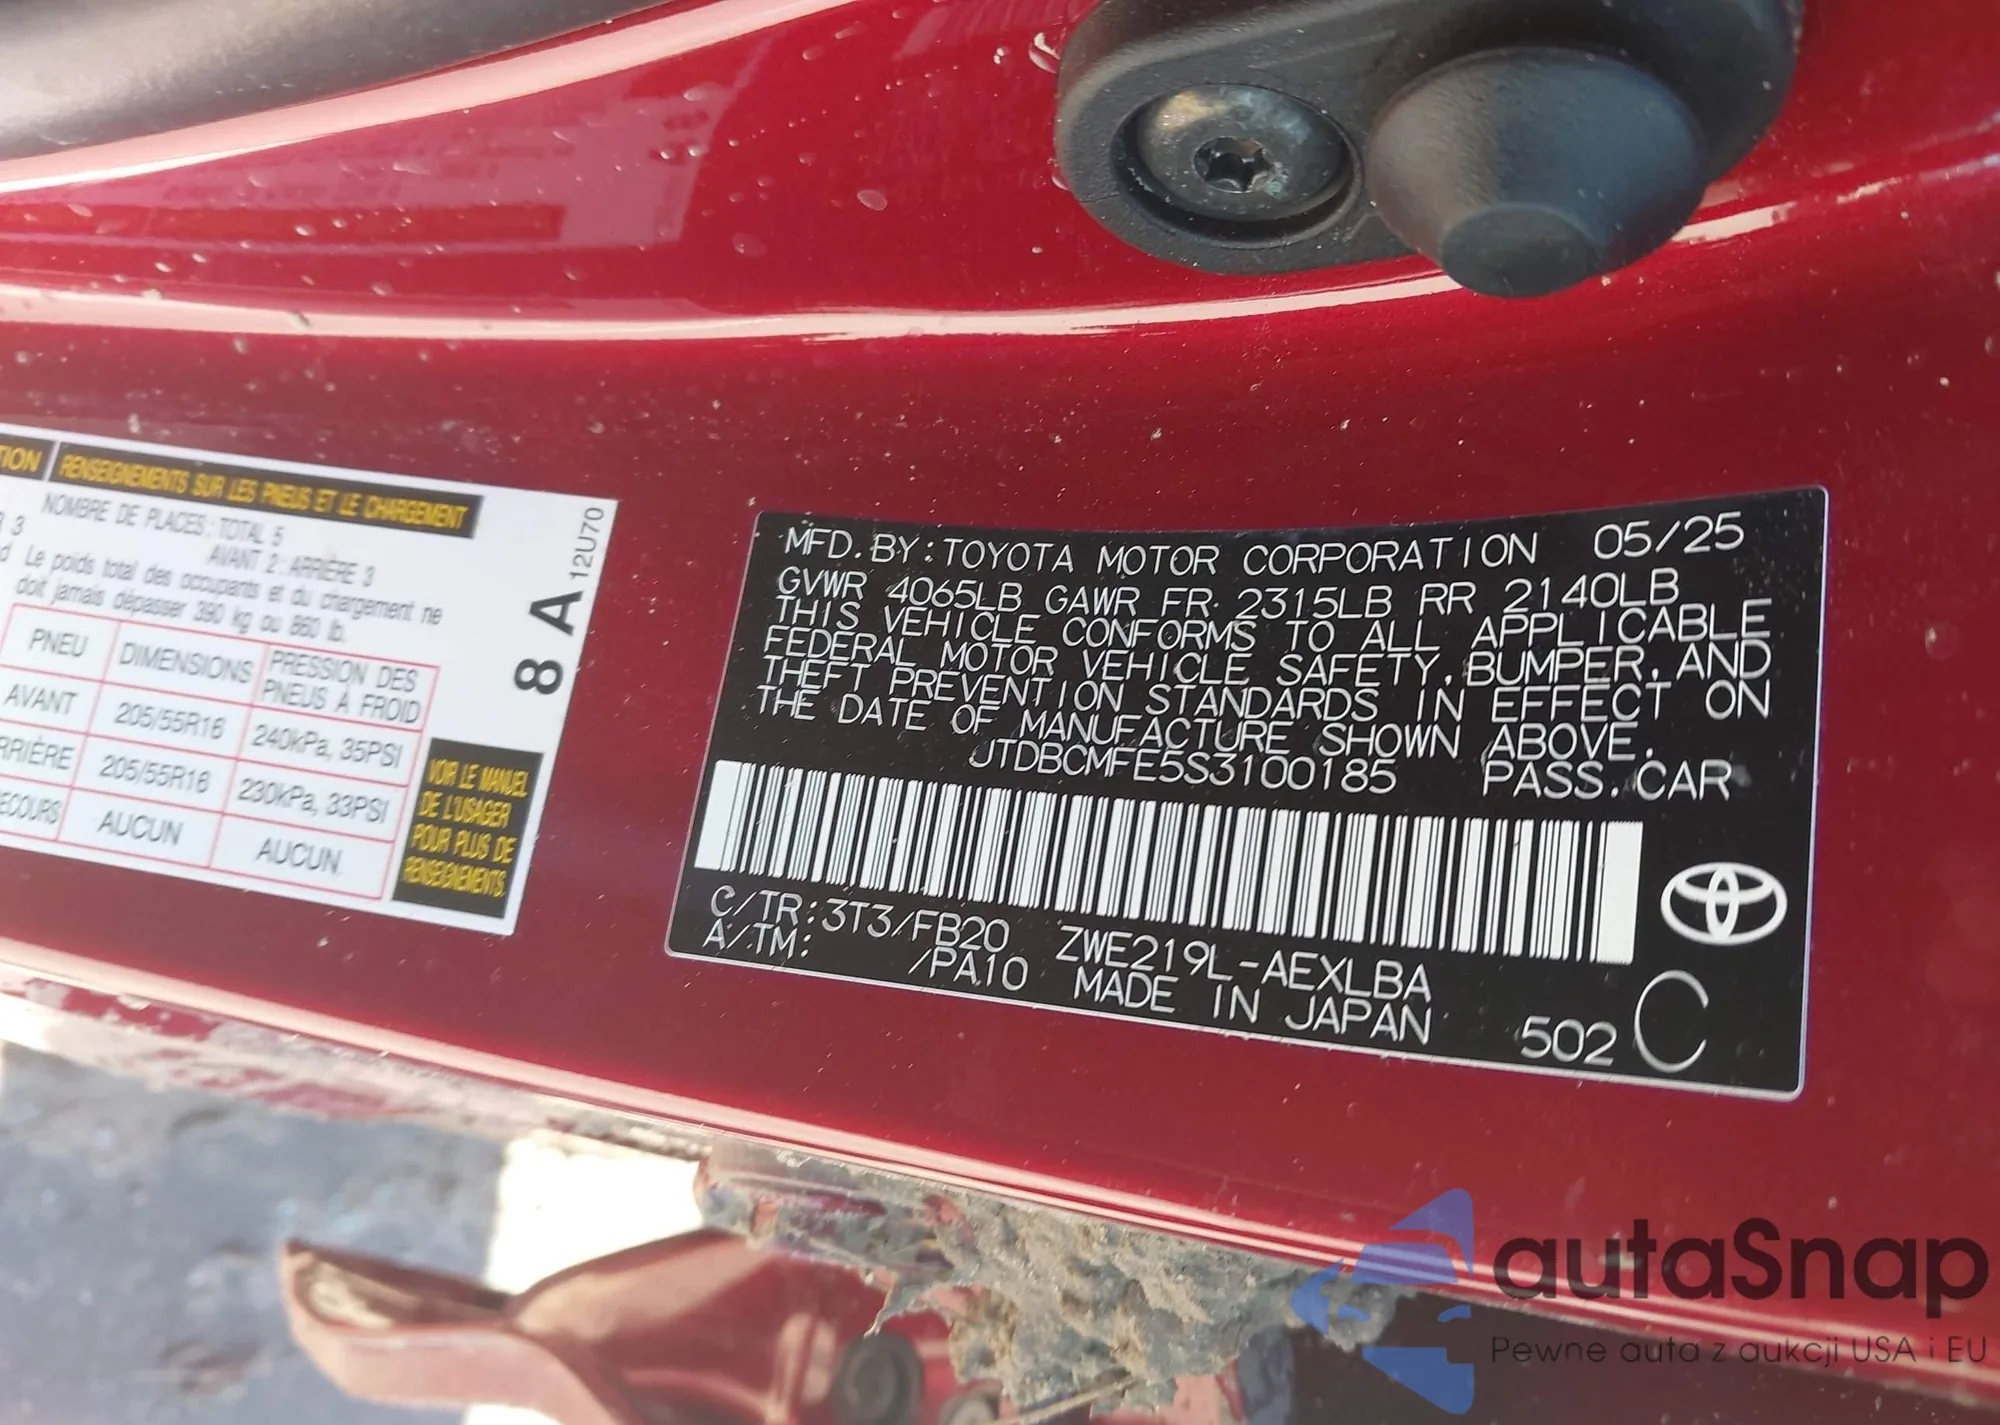 TION RENSEIGNEMENTS SUR LES PNEUS ET LE CHARGEMENT
R 3 NOMBRE DE PLACES : TOTAL 5
AVANT 2 : ARRIÈRE 3
d Le poids total des occupants et du chargement ne
doit jamais dépasser 390 kg ou 860 lb.
PNEU DIMENSIONS PRESSION DES PNEUS À FROID
AVANT 205/55R16 240kPa, 35PSI
RRIÈRE 205/55R16 230kPa, 33PSI
ECOURS AUCUN AUCUN
VOIR LE MANUEL
DE L'USAGER
POUR PLUS DE
RENSEIGNEMENTS.
8 A 12U70
MFD. BY: TOYOTA MOTOR CORPORATION 05/25
GVWR 4065LB GAWR FR 2315LB RR 2140LB
THIS VEHICLE CONFORMS TO ALL APPLICABLE
FEDERAL MOTOR VEHICLE SAFETY, BUMPER, AND
THEFT PREVENTION STANDARDS IN EFFECT ON
THE DATE OF MANUFACTURE SHOWN ABOVE.
JTDBCMFE5S3100185 PASS. CAR
C/TR: 3T3/FB20 ZWE219L-AEXLBA
A/TM: /PA10 MADE IN JAPAN 502 C
autaSnap
Pewne auta z aukcji USA i EU